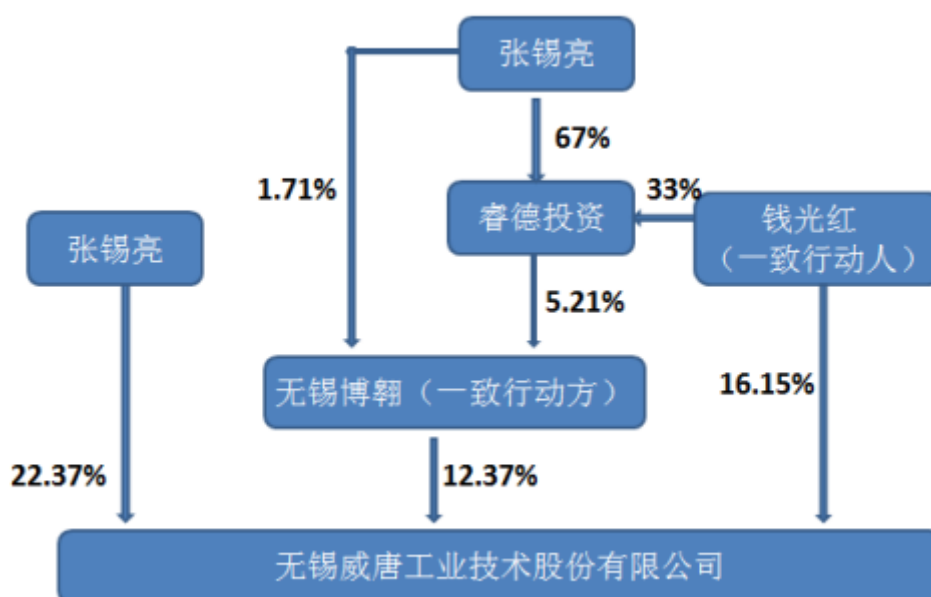 张锡亮
67%
1.71%
33%
睿德投资
钱光红
（一致行动人）
张锡亮
5.21%
无锡博翱（一致行动方）
16.15%
22.37%
12.37%
无锡威唐工业技术股份有限公司